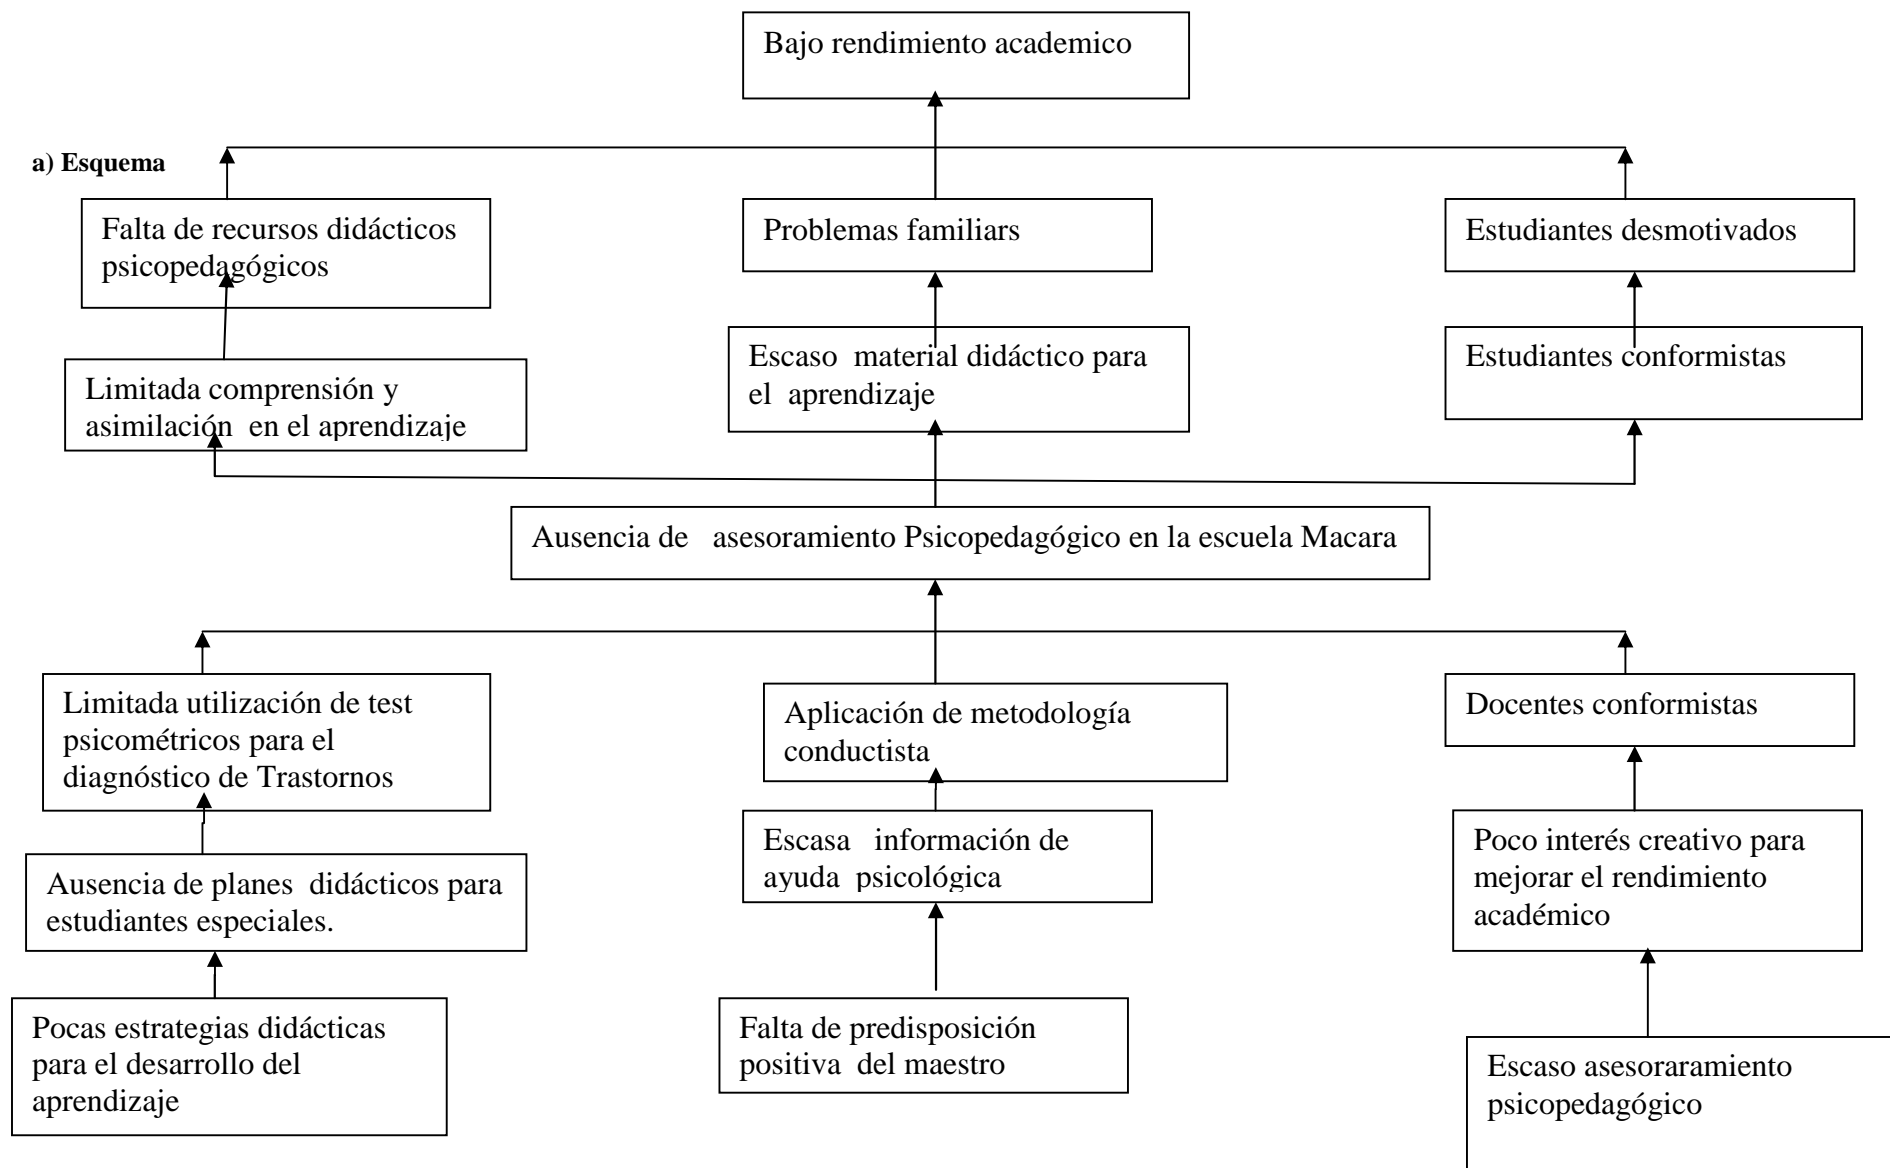 Bajo rendimiento academico
a) Esquema
Falta de recursos didácticos
psicopedagógicos
Problemas familiars
Estudiantes desmotivados
Limitada comprensión y
asimilación en el aprendizaje
Escaso material didáctico para
el aprendizaje
Estudiantes conformistas
Ausencia de asesoramiento Psicopedagógico en la escuela Macara
Limitada utilización de test
psicométricos para el
diagnóstico de Trastornos
Aplicación de metodología
conductista
Docentes conformistas
Ausencia de planes didácticos para
estudiantes especiales.
Escasa información de
ayuda psicológica
Poco interés creativo para
mejorar el rendimiento
académico
Pocas estrategias didácticas
para el desarrollo del
aprendizaje
Falta de predisposición
positiva del maestro
Escaso asesoraramiento
psicopedagógico